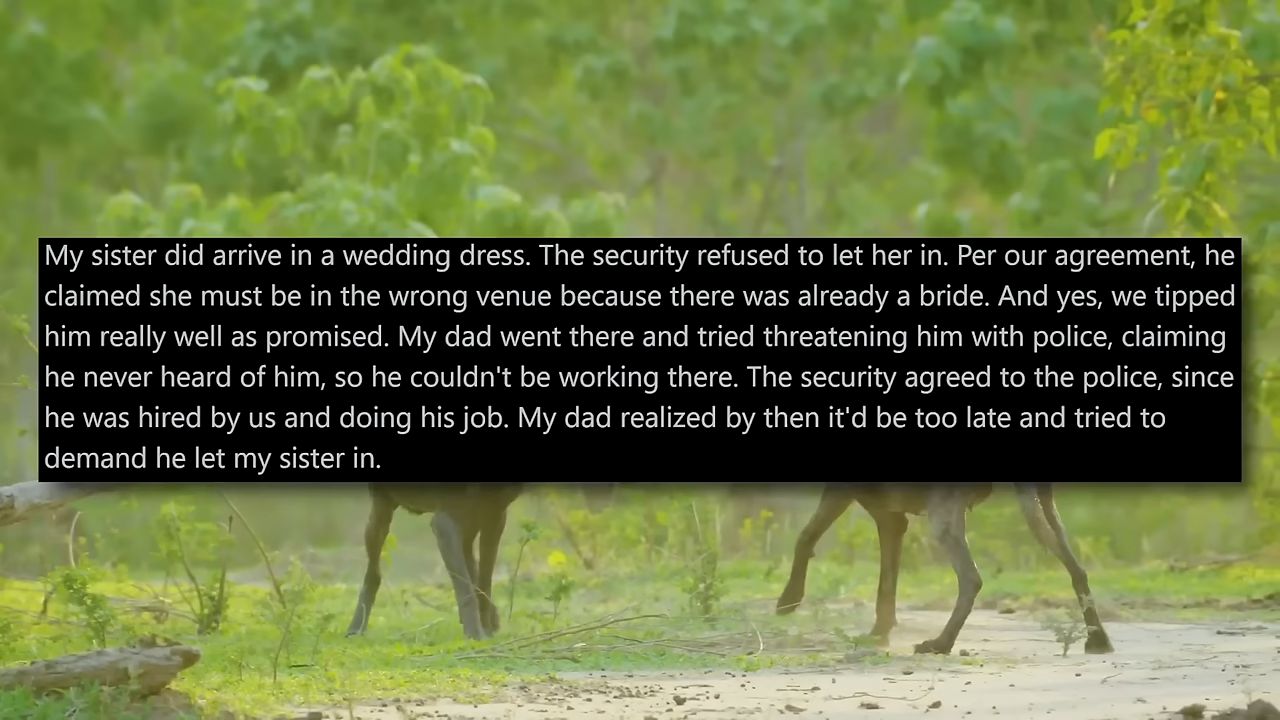 My sister did arrive in a wedding dress. The security refused to let her in. Per our agreement, he
claimed she must be in the wrong venue because there was already a bride. And yes, we tipped
him really well as promised. My dad went there and tried threatening him with police, claiming
he never heard of him, so he couldn't be working there. The security agreed to the police, since
he was hired by us and doing his job. My dad realized by then it'd be too late and tried to
demand he let my sister in.